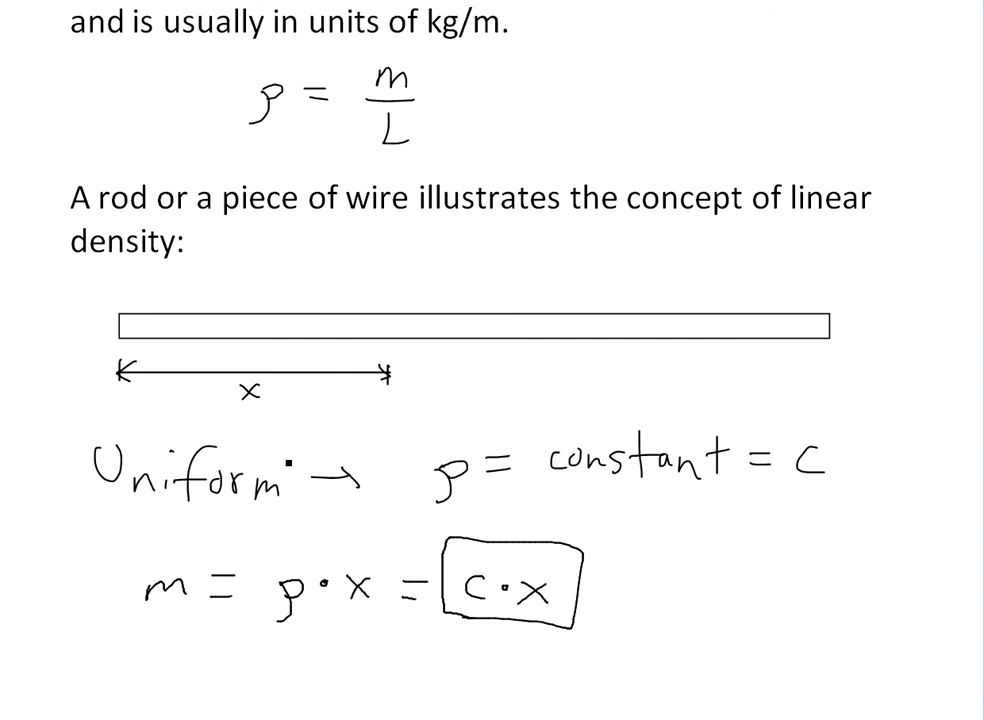 and is usually in units of kg/m.
ρ = m/L
A rod or a piece of wire illustrates the concept of linear
density:
x
Uniform → ρ = constant = c
m = ρ · x = c · x